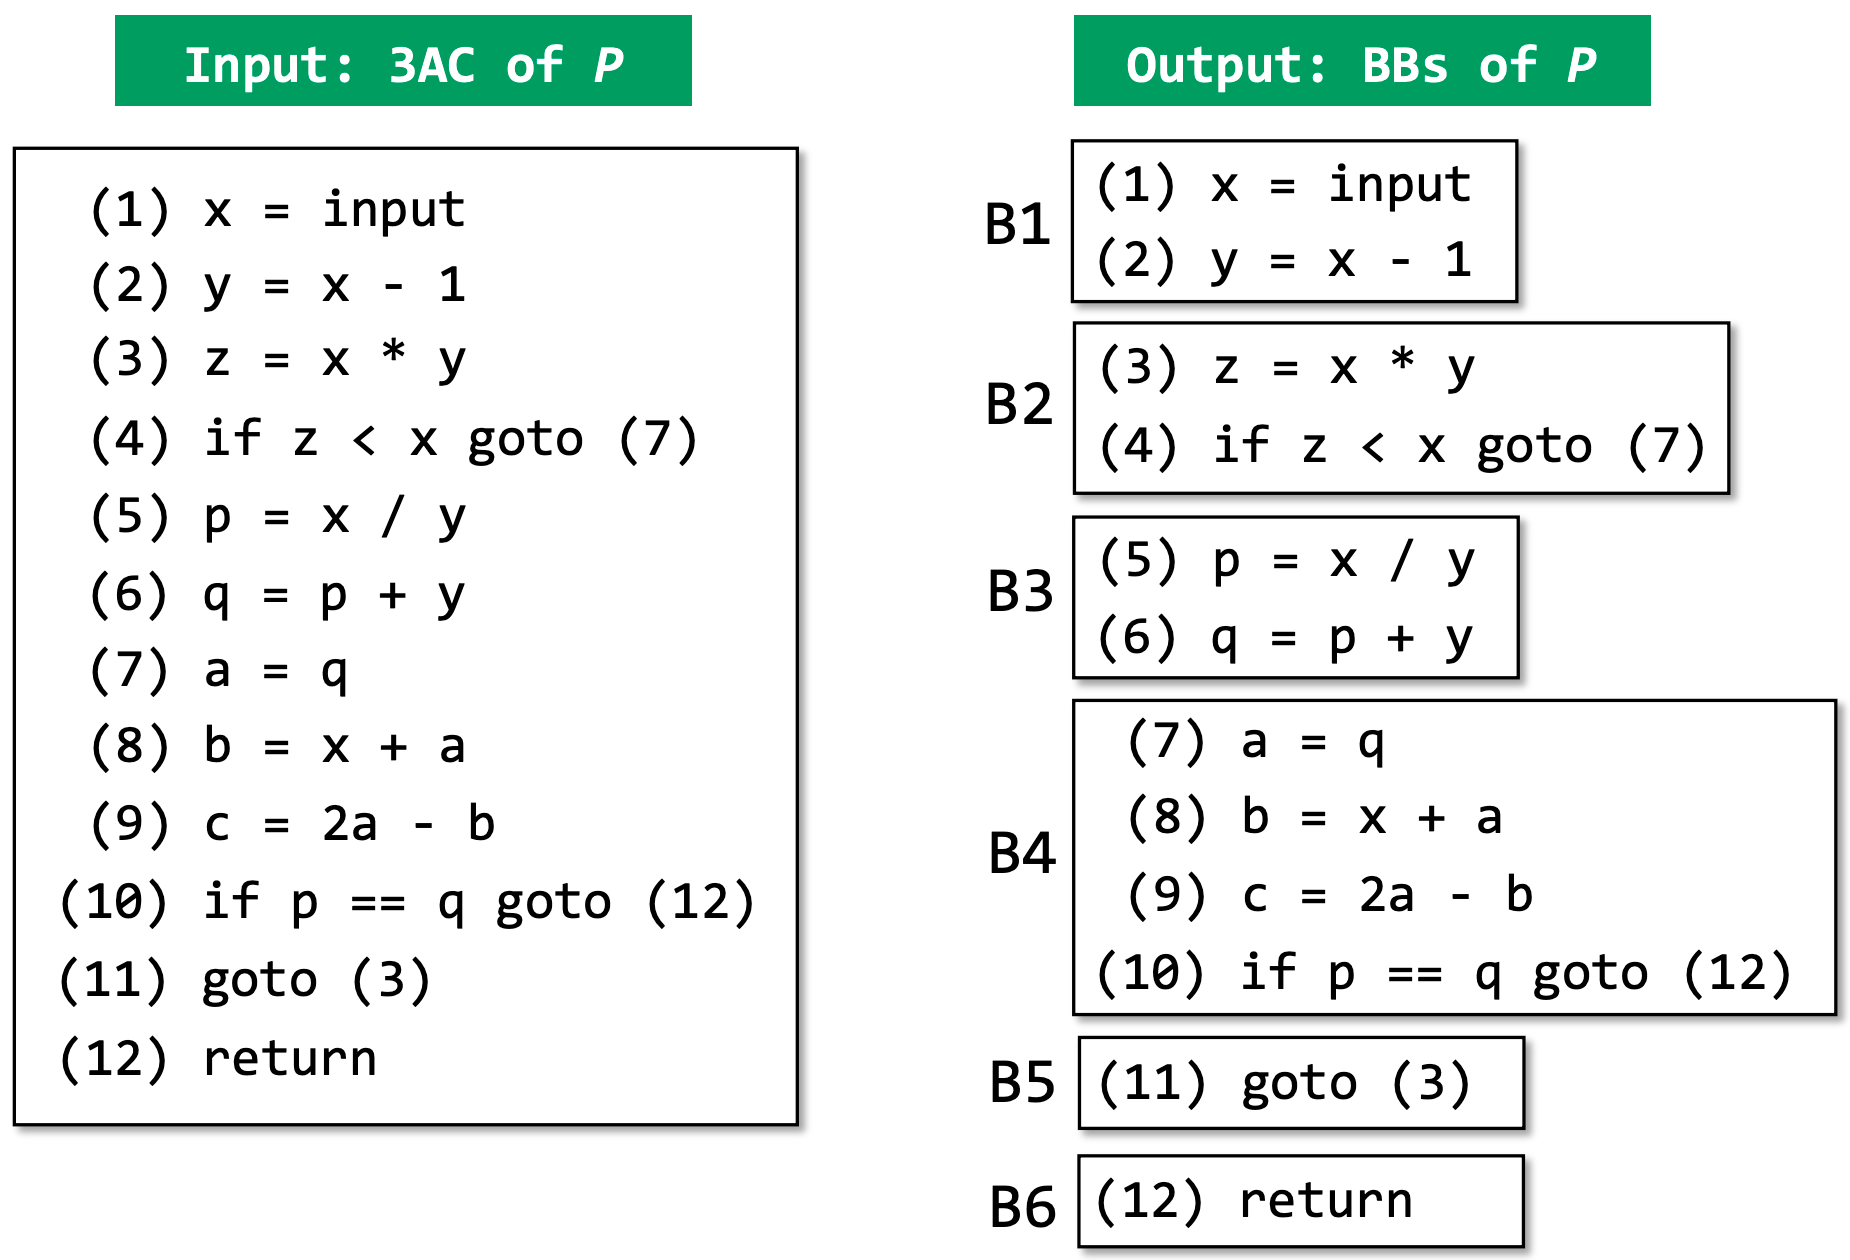 Input: 3AC of P
(1) x = input
(2) y = x - 1
(3) z = x * y
(4) if z < x goto (7)
(5) p = x / y
(6) q = p + y
(7) a = q
(8) b = x + a
(9) c = 2a - b
(10) if p == q goto (12)
(11) goto (3)
(12) return
Output: BBs of P
B1
(1) x = input
(2) y = x - 1
B2
(3) z = x * y
(4) if z < x goto (7)
B3
(5) p = x / y
(6) q = p + y
B4
(7) a = q
(8) b = x + a
(9) c = 2a - b
(10) if p == q goto (12)
B5
(11) goto (3)
B6
(12) return